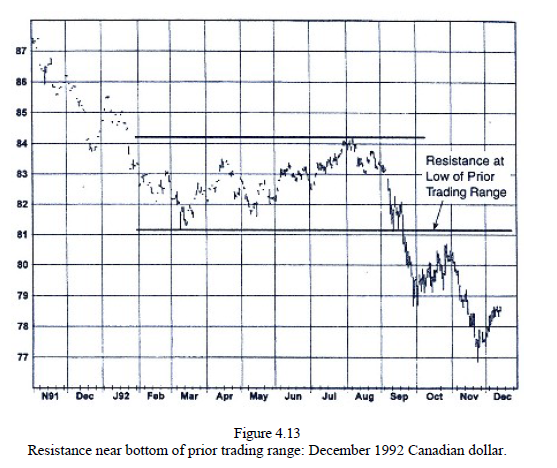 87
86
85
84
83
82
81
80
79
78
77
Resistance at
Low of Prior
Trading Range
N91 Dec J92 Feb Mar Apr May Jun Jul Aug Sep Oct Nov Dec
Figure 4.13
Resistance near bottom of prior trading range: December 1992 Canadian dollar.